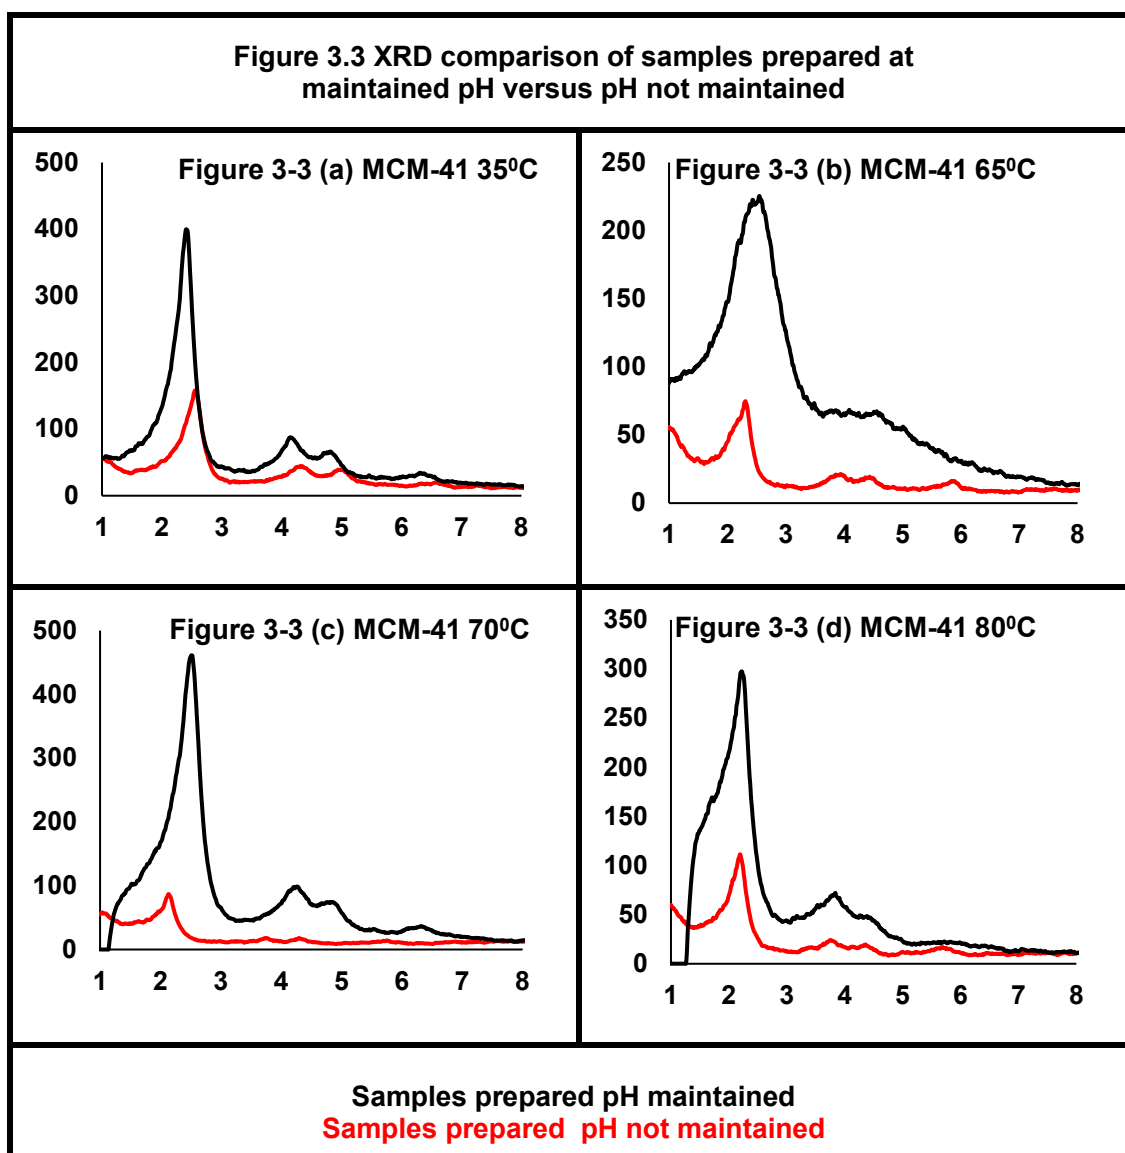 Figure 3.3 XRD comparison of samples prepared at
maintained pH versus pH not maintained
Figure 3-3 (a) MCM-41 35⁰C
500
400
300
200
100
0
1 2 3 4 5 6 7 8
Figure 3-3 (b) MCM-41 65⁰C
250
200
150
100
50
0
1 2 3 4 5 6 7 8
Figure 3-3 (c) MCM-41 70⁰C
500
400
300
200
100
0
1 2 3 4 5 6 7 8
Figure 3-3 (d) MCM-41 80⁰C
350
300
250
200
150
100
50
0
1 2 3 4 5 6 7 8
Samples prepared pH maintained
Samples prepared  pH not maintained